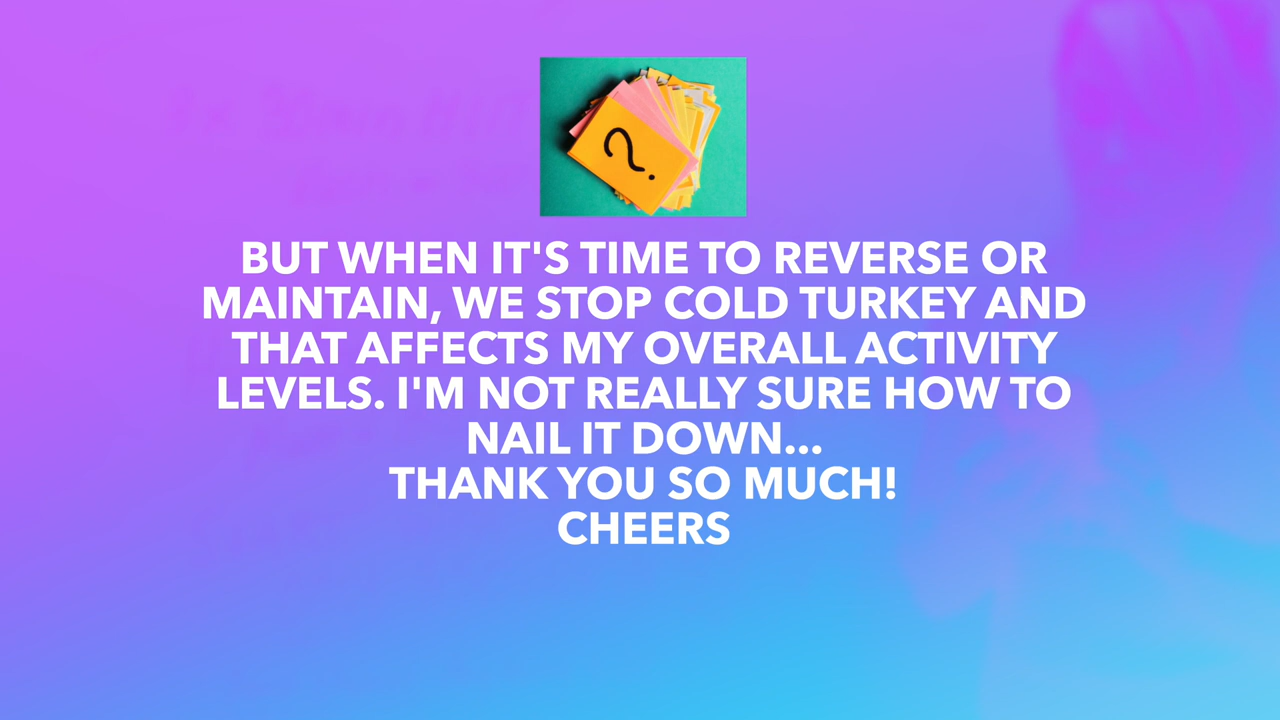 ?
BUT WHEN IT'S TIME TO REVERSE OR
MAINTAIN, WE STOP COLD TURKEY AND
THAT AFFECTS MY OVERALL ACTIVITY
LEVELS. I'M NOT REALLY SURE HOW TO
NAIL IT DOWN...
THANK YOU SO MUCH!
CHEERS